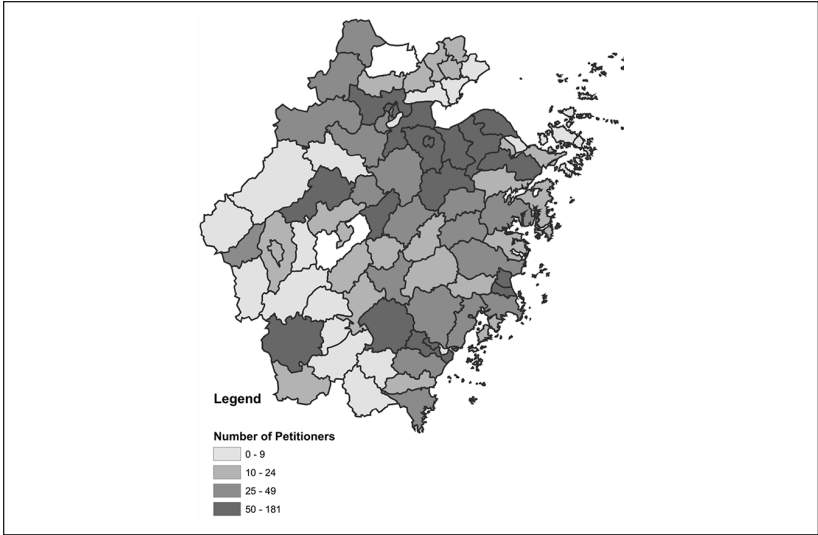 Legend
Number of Petitioners
0 - 9
10 - 24
25 - 49
50 - 181